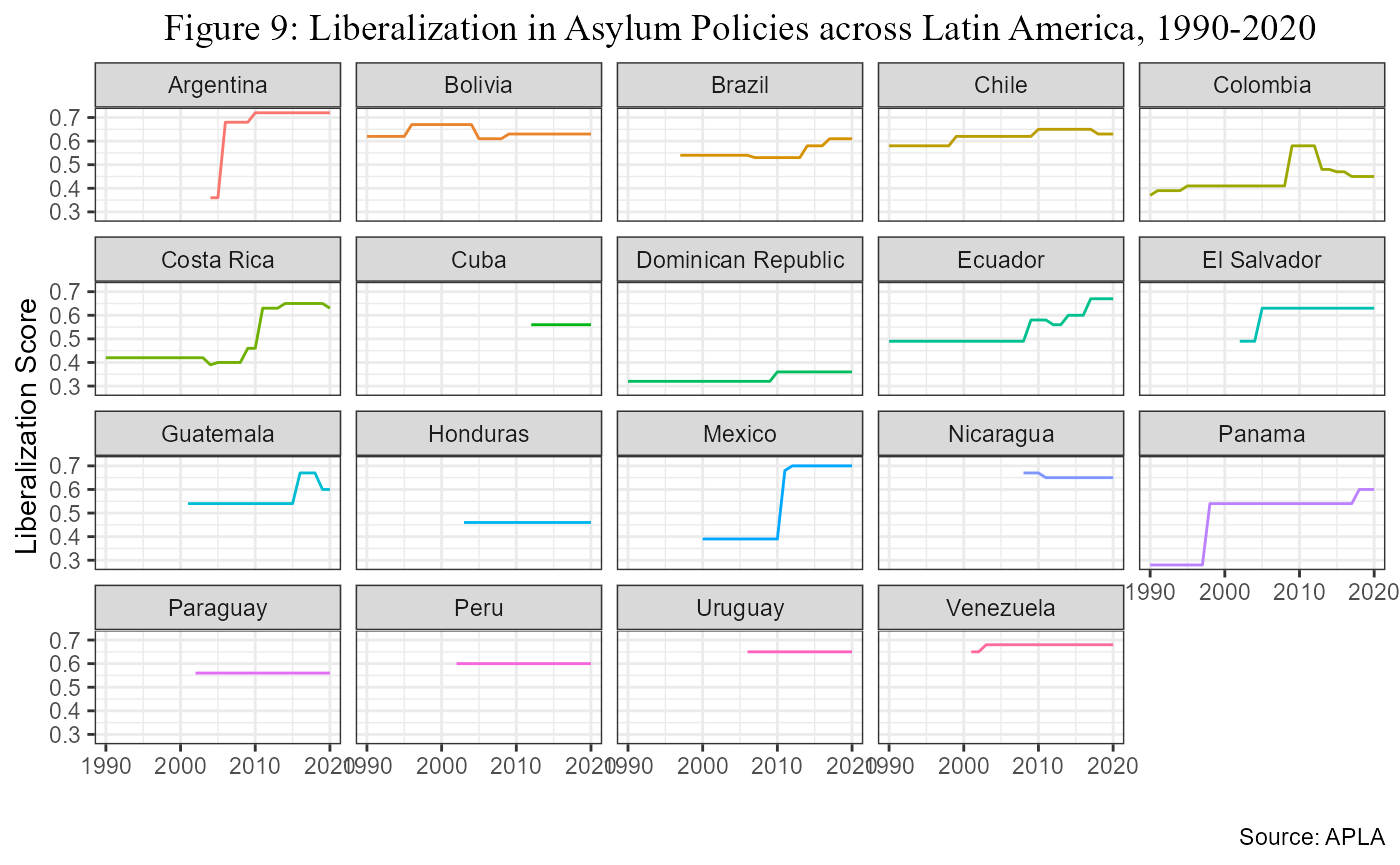 Figure 9: Liberalization in Asylum Policies across Latin America, 1990-2020
Argentina Bolivia Brazil Chile Colombia
0.7
0.6
0.5
0.4
0.3
Costa Rica Cuba Dominican Republic Ecuador El Salvador
0.7
0.6
0.5
0.4
0.3
Liberalization Score
Guatemala Honduras Mexico Nicaragua Panama
0.7
0.6
0.5
0.4
0.3
1990 2000 2010 2020
Paraguay Peru Uruguay Venezuela
0.7
0.6
0.5
0.4
0.3
1990 2000 2010 2020 1990 2000 2010 2020 1990 2000 2010 2020 1990 2000 2010 2020
Source: APLA